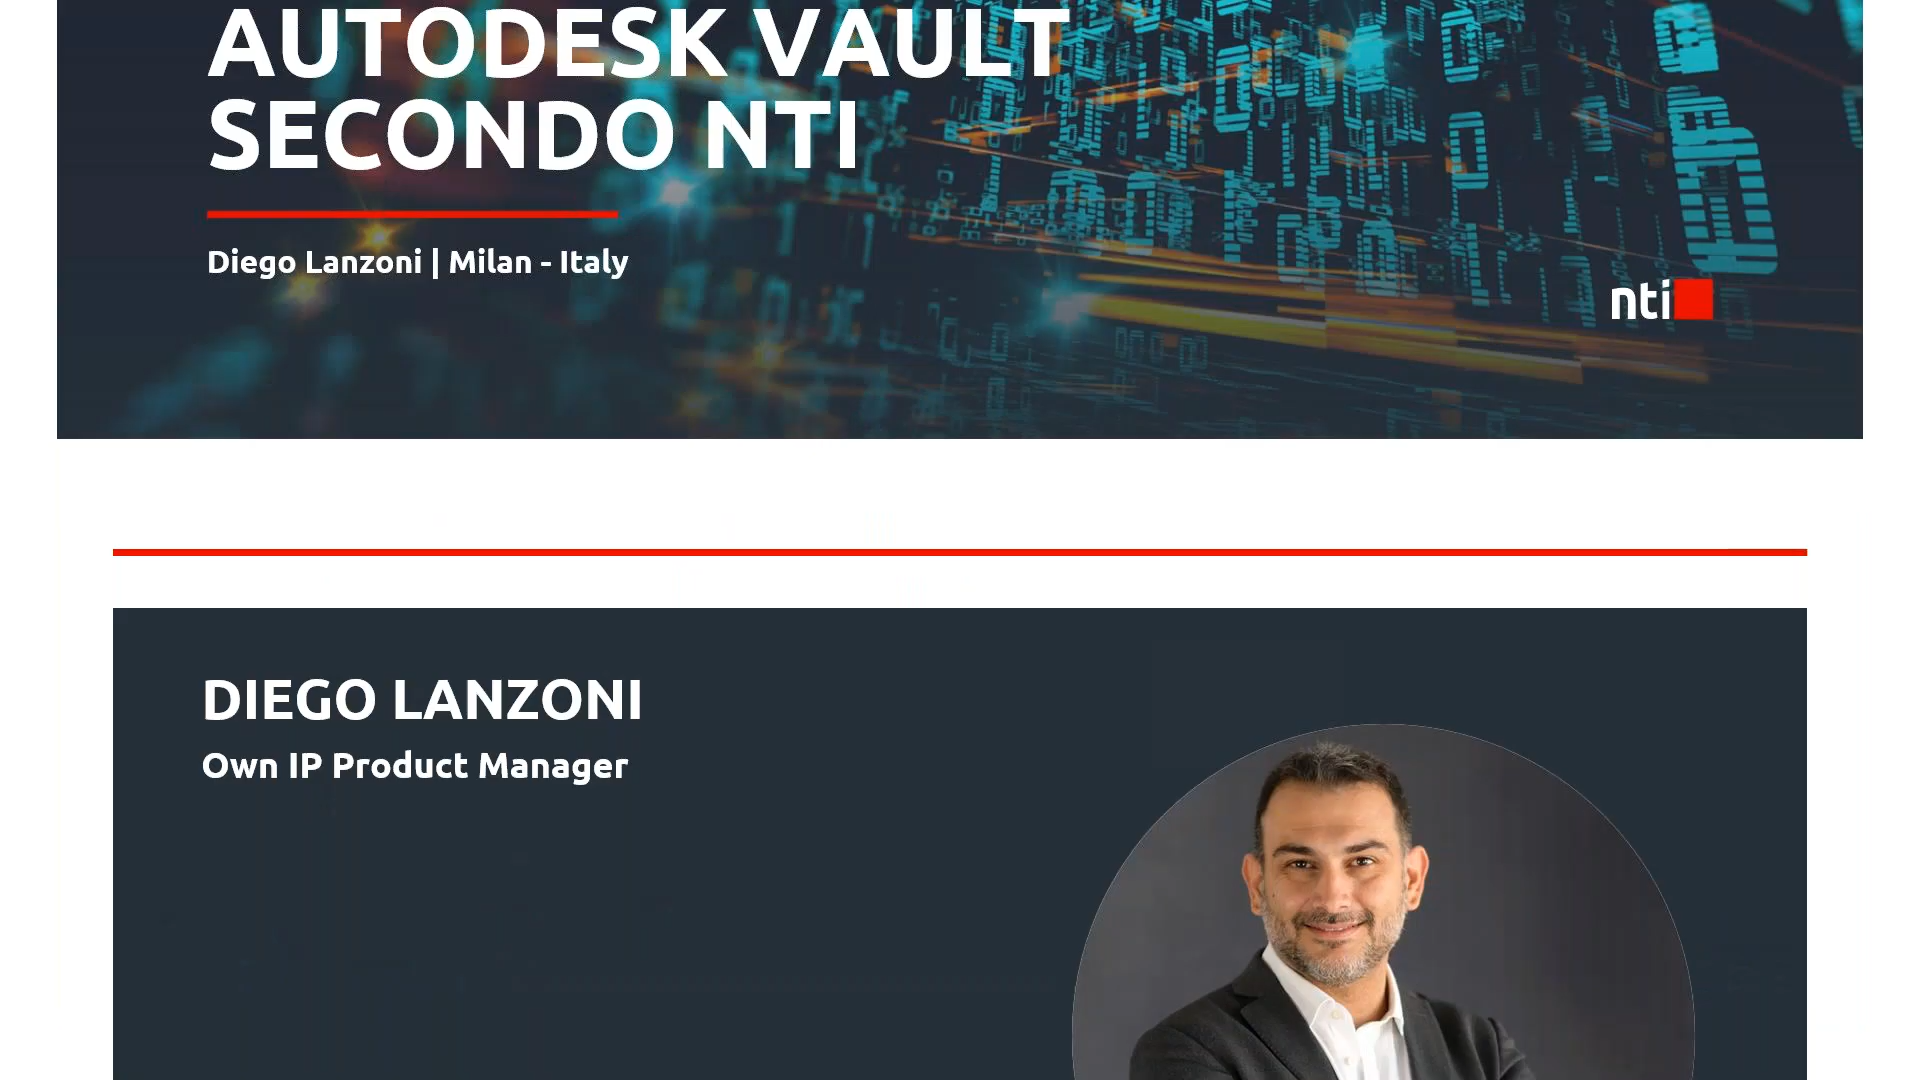 AUTODESK VAULT
SECONDO NTI
Diego Lanzoni | Milan - Italy
nti
DIEGO LANZONI
Own IP Product Manager